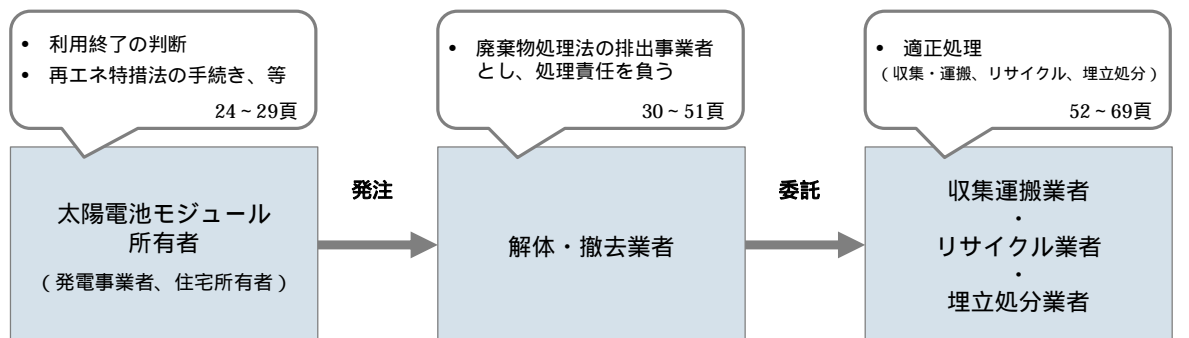 • 利用終了の判断
• 再エネ特措法の手続き、等
24~29頁
太陽電池モジュール
所有者
(発電事業者、住宅所有者)
発注
• 廃棄物処理法の排出事業者
とし、処理責任を負う
30~51頁
解体・撤去業者
委託
• 適正処理
(収集・運搬、リサイクル、埋立処分)
52~69頁
収集運搬業者
・
リサイクル業者
・
埋立処分業者